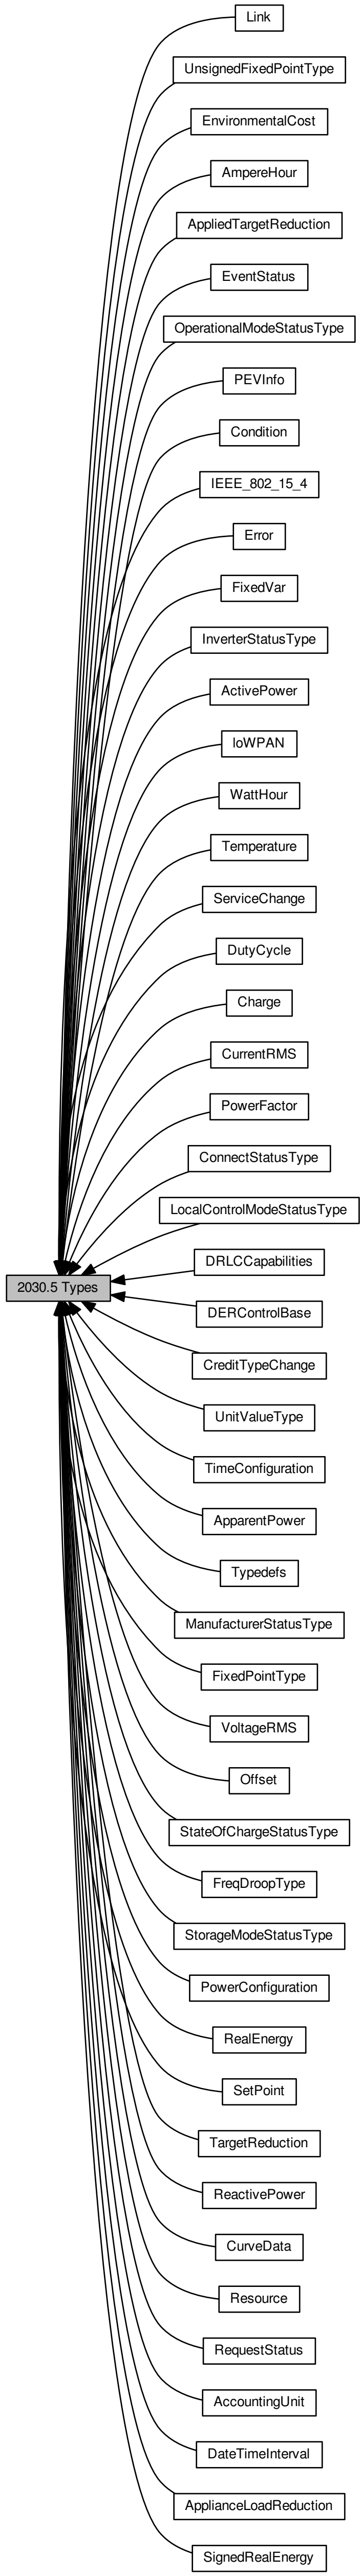 Link
UnsignedFixedPointType
EnvironmentalCost
AmpereHour
AppliedTargetReduction
EventStatus
OperationalModeStatusType
PEVInfo
Condition
IEEE_802_15_4
Error
FixedVar
InverterStatusType
ActivePower
loWPAN
WattHour
Temperature
ServiceChange
DutyCycle
Charge
CurrentRMS
PowerFactor
ConnectStatusType
LocalControlModeStatusType
DRLCCapabilities
2030.5 Types
DERControlBase
CreditTypeChange
UnitValueType
TimeConfiguration
ApparentPower
Typedefs
ManufacturerStatusType
FixedPointType
VoltageRMS
Offset
StateOfChargeStatusType
FreqDroopType
StorageModeStatusType
PowerConfiguration
RealEnergy
SetPoint
TargetReduction
ReactivePower
CurveData
Resource
RequestStatus
AccountingUnit
DateTimeInterval
ApplianceLoadReduction
SignedRealEnergy